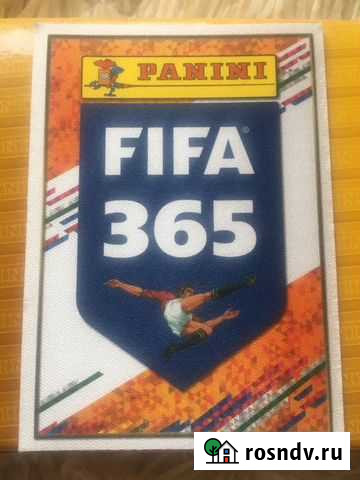 PANINI
FIFA
365
rosndv.ru